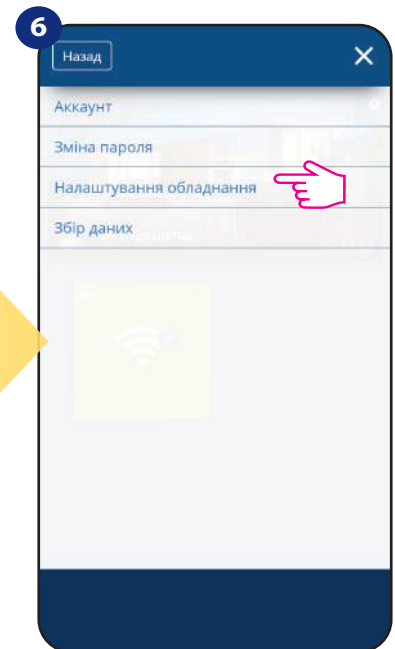 6
Назад
Аккаунт
Зміна пароля
Налаштування обладнання
Збір даних